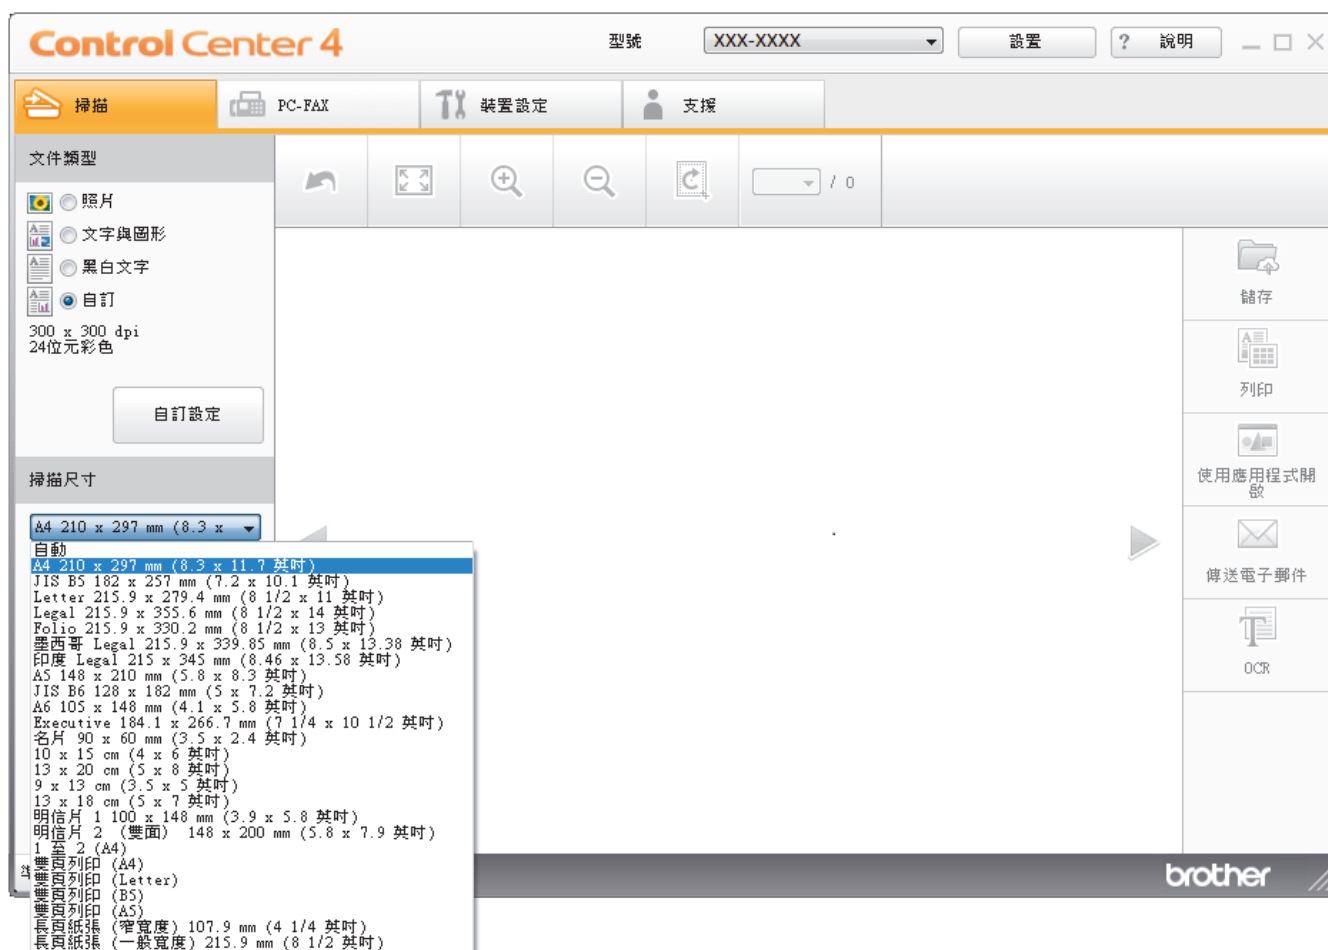 Control Center 4
型號
XXX-XXXX
設置
? 說明
掃描
PC-FAX
裝置設定
支援
文件類型
照片
文字與圖形
黑白文字
自訂
300 x 300 dpi
24位元彩色
自訂設定
/ 0
掃描尺寸
A4 210 x 297 mm (8.3 x
自動
A4 210 x 297 mm (8.3 x 11.7 英吋)
JIS B5 182 x 257 mm (7.2 x 10.1 英吋)
Letter 215.9 x 279.4 mm (8 1/2 x 11 英吋)
Legal 215.9 x 355.6 mm (8 1/2 x 14 英吋)
Folio 215.9 x 330.2 mm (8 1/2 x 13 英吋)
墨西哥 Legal 215.9 x 339.85 mm (8.5 x 13.38 英吋)
印度 Legal 215 x 345 mm (8.46 x 13.58 英吋)
A5 148 x 210 mm (5.8 x 8.3 英吋)
JIS B6 128 x 182 mm (5 x 7.2 英吋)
A6 105 x 148 mm (4.1 x 5.8 英吋)
Executive 184.1 x 266.7 mm (7 1/4 x 10 1/2 英吋)
名片 90 x 60 mm (3.5 x 2.4 英吋)
10 x 15 cm (4 x 6 英吋)
13 x 20 cm (5 x 8 英吋)
9 x 13 cm (3.5 x 5 英吋)
13 x 18 cm (5 x 7 英吋)
明信片 1 100 x 148 mm (3.9 x 5.8 英吋)
明信片 2 (雙面) 148 x 200 mm (5.8 x 7.9 英吋)
1 至 2 (A4)
雙頁列印 (A4)
雙頁列印 (Letter)
雙頁列印 (B5)
雙頁列印 (A5)
長頁紙張 (窄寬度) 107.9 mm (4 1/4 英吋)
長頁紙張 (一般寬度) 215.9 mm (8 1/2 英吋)
儲存
列印
使用應用程式開
啟
傳送電子郵件
OCR
brother